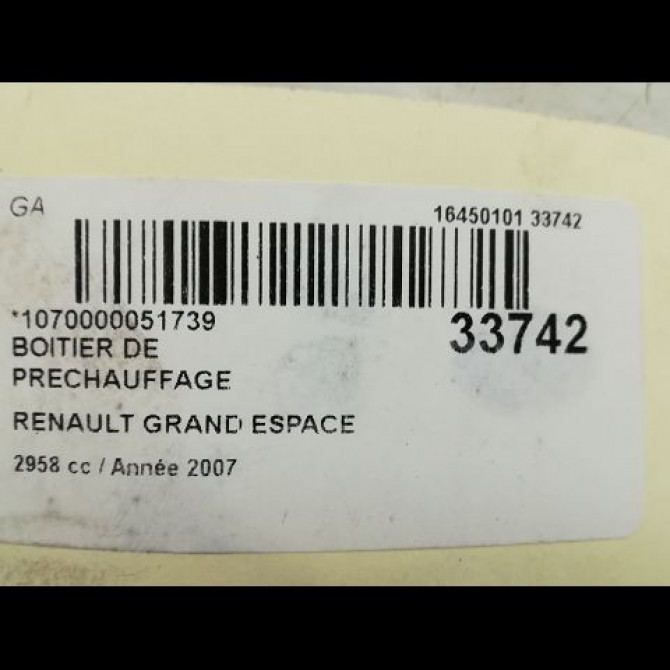 GA
16450101 33742
*1070000051739
33742
BOITIER DE
PRECHAUFFAGE
RENAULT GRAND ESPACE
2958 cc / Année 2007